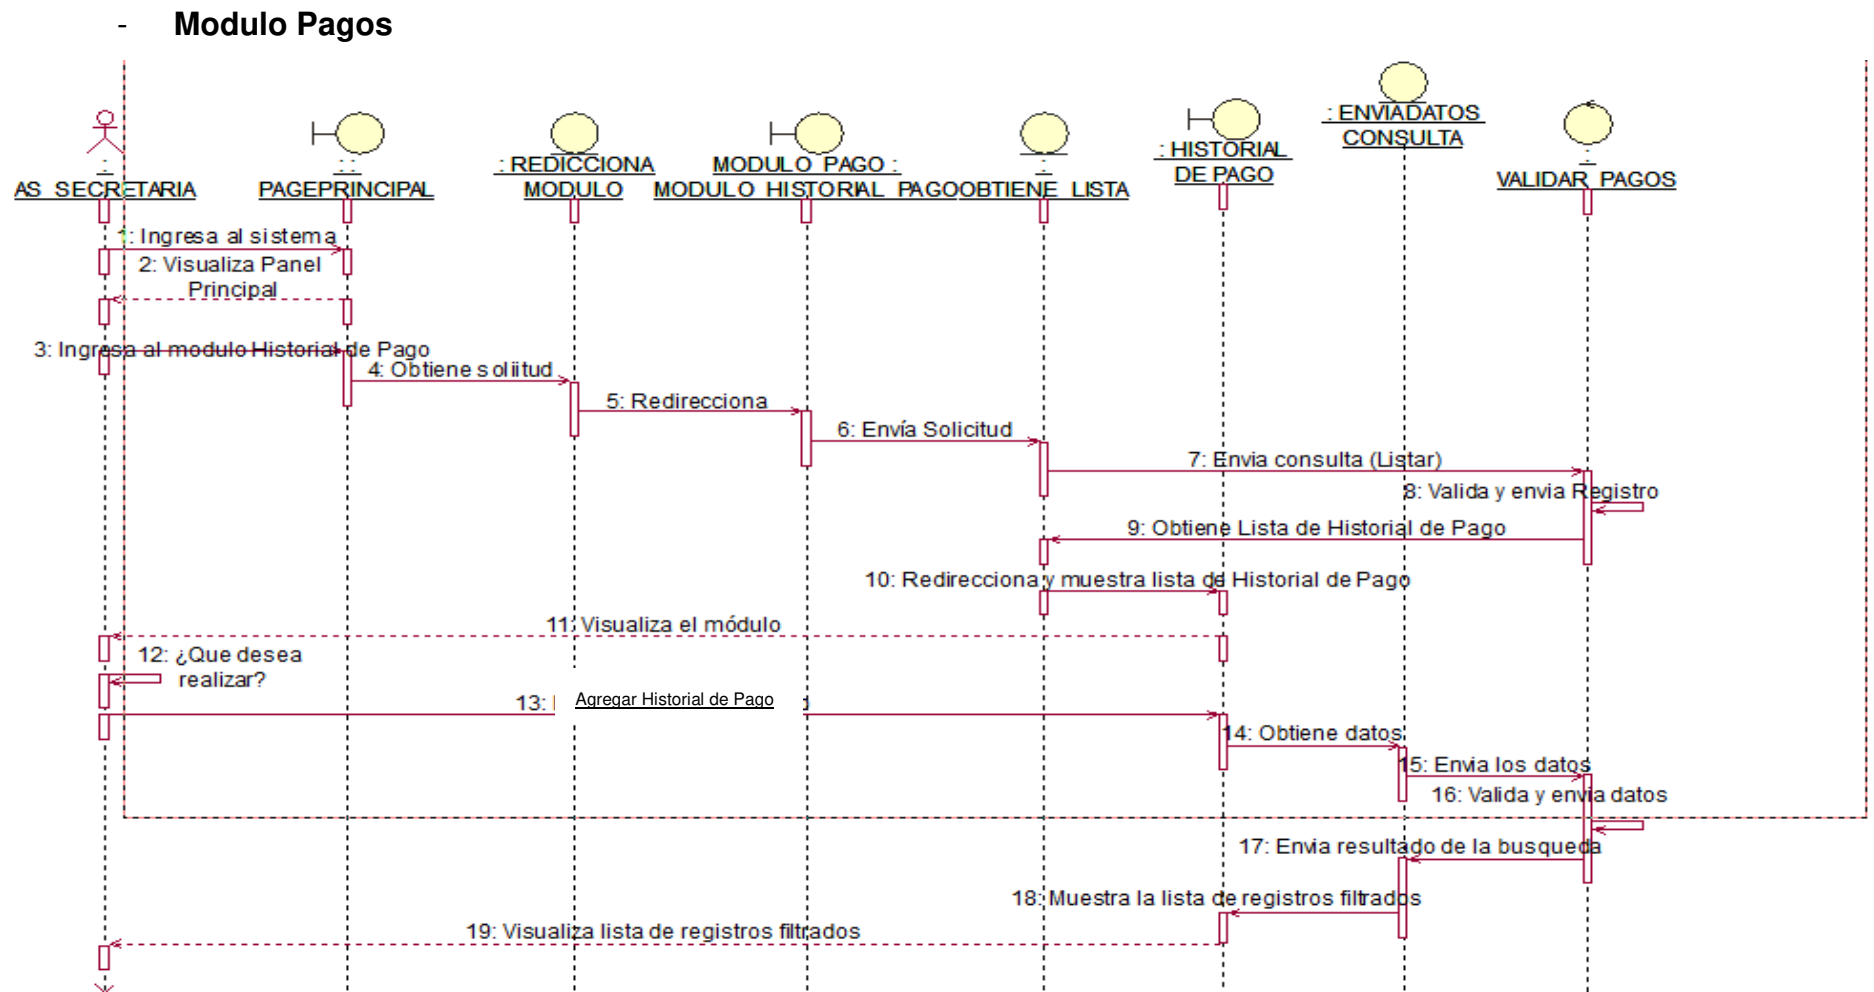 - Modulo Pagos
:
AS_SECRETARIA
: :
PAGEPRINCIPAL
: REDICCIONA
MODULO
MODULO_PAGO :
MODULO_HISTORIAL_PAGO
:
OBTIENE_LISTA
: HISTORIAL
DE PAGO
: ENVIADATOS
CONSULTA
:
VALIDAR_PAGOS
1: Ingresa al sistema
2: Visualiza Panel
Principal
3: Ingresa al modulo Historial de Pago
4: Obtiene soliitud
5: Redirecciona
6: Envía Solicitud
7: Envia consulta (Listar)
8: Valida y envia Registro
9: Obtiene Lista de Historial de Pago
10: Redirecciona y muestra lista de Historial de Pago
11: Visualiza el módulo
12: ¿Que desea
realizar?
13: Agregar Historial de Pago
14: Obtiene datos
15: Envia los datos
16: Valida y envia datos
17: Envia resultado de la busqueda
18: Muestra la lista de registros filtrados
19: Visualiza lista de registros filtrados